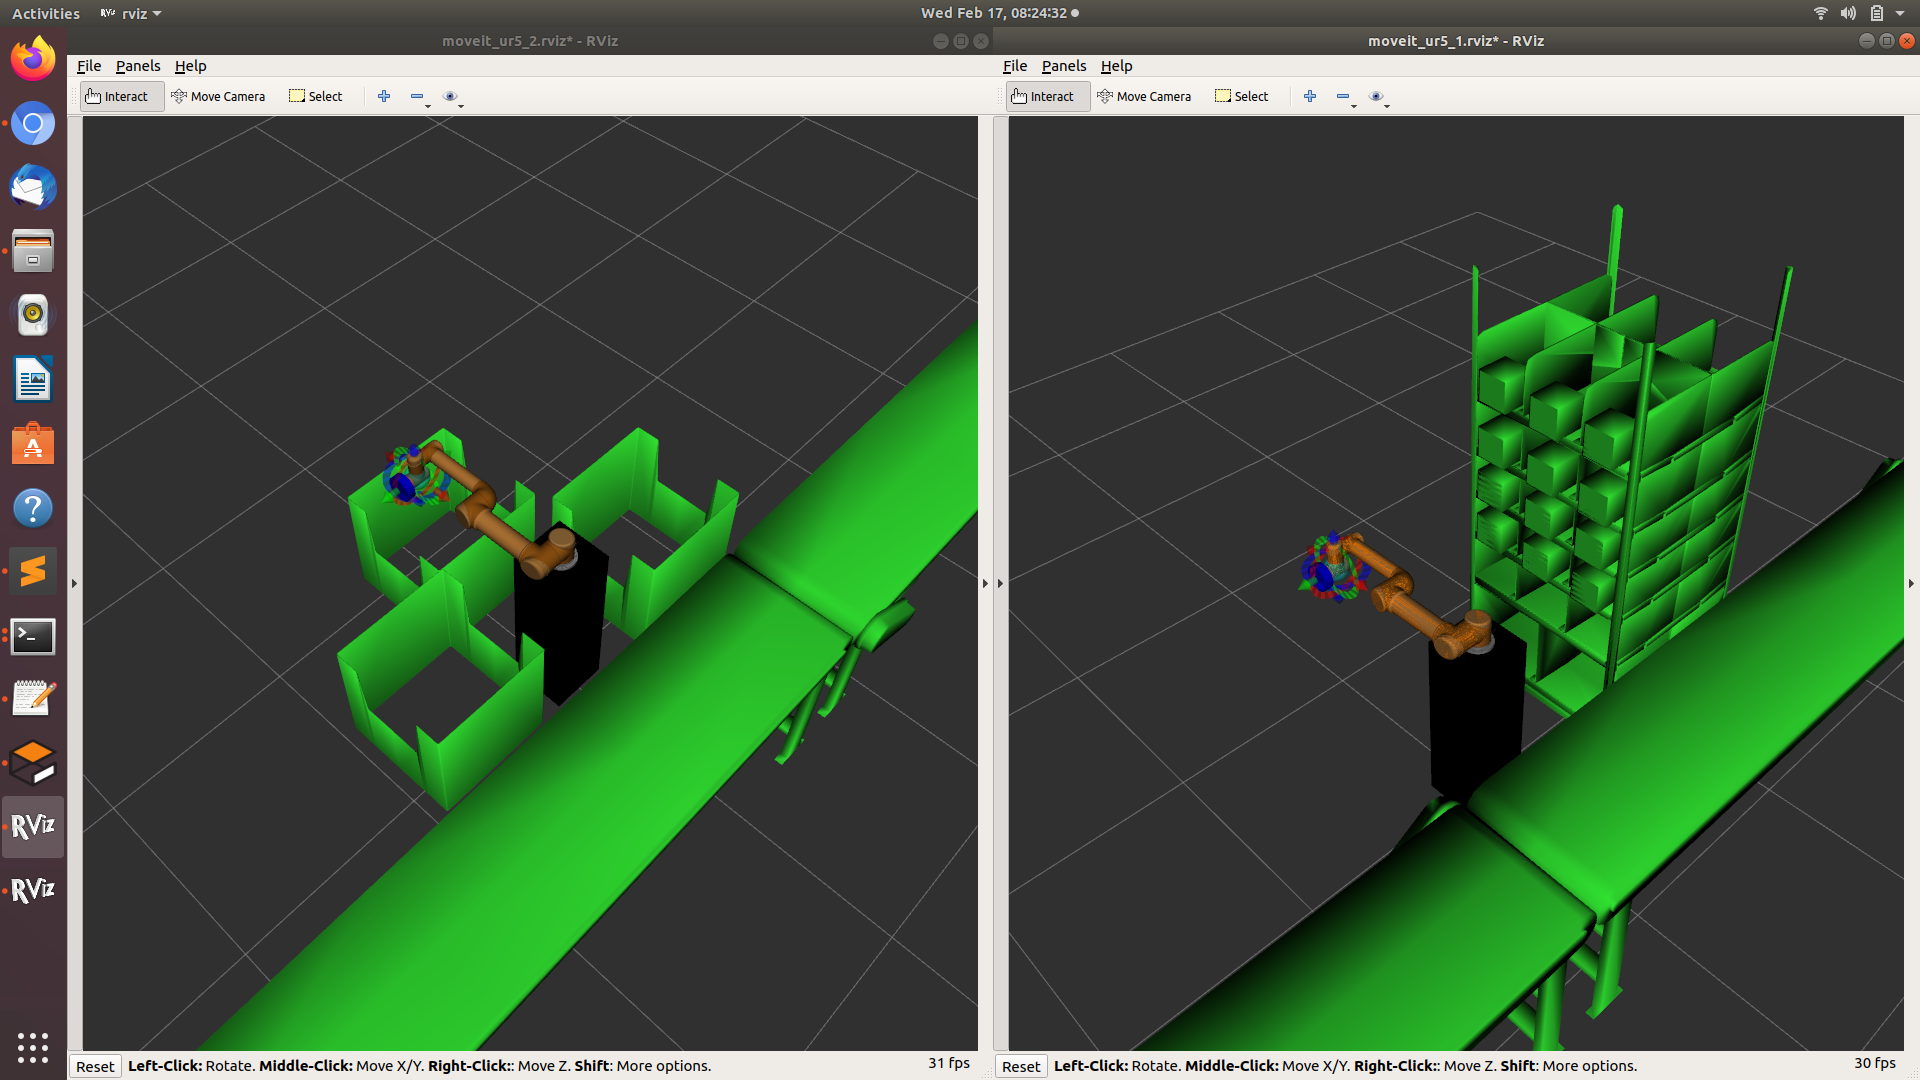 Activities
RViz rviz
Wed Feb 17, 08:24:32
moveit_ur5_2.rviz* - RViz
File Panels Help
Interact Move Camera Select
Reset Left-Click: Rotate. Middle-Click: Move X/Y. Right-Click:: Move Z. Shift: More options.
31 fps
moveit_ur5_1.rviz* - RViz
File Panels Help
Interact Move Camera Select
Reset Left-Click: Rotate. Middle-Click: Move X/Y. Right-Click:: Move Z. Shift: More options.
30 fps
RViz
RViz